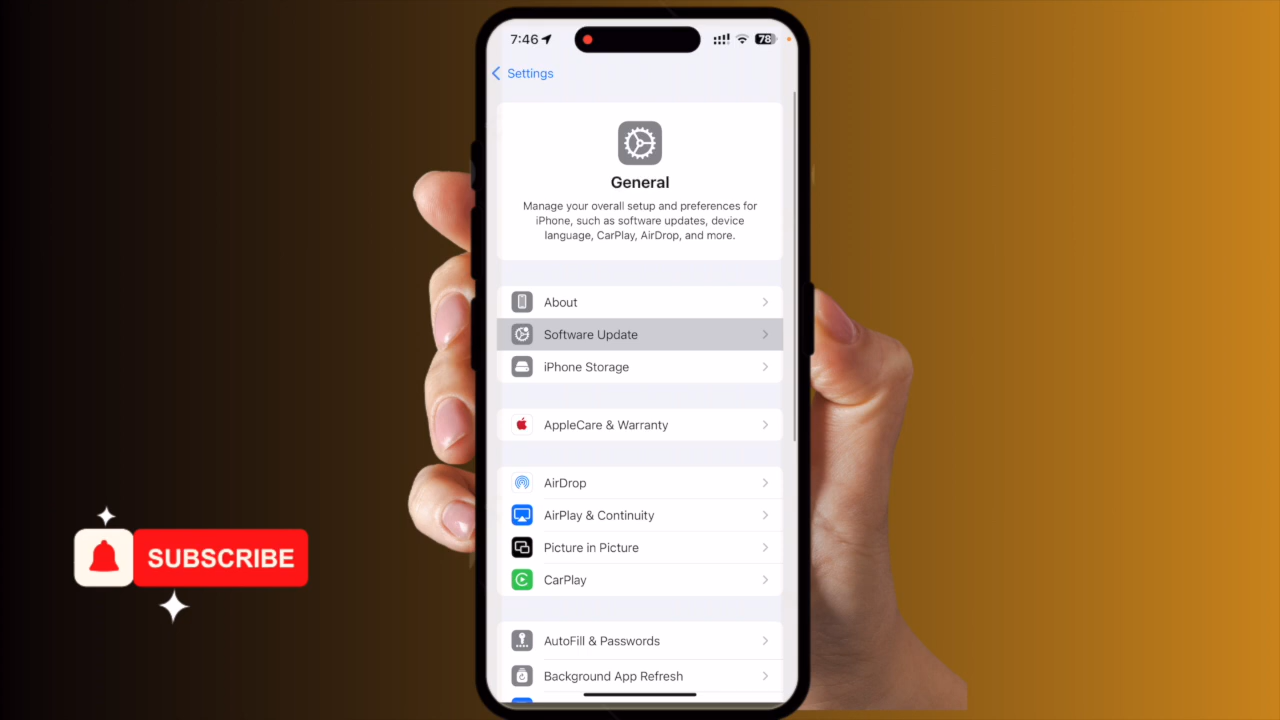 7:46
78
Settings
General
Manage your overall setup and preferences for
iPhone, such as software updates, device
language, CarPlay, AirDrop, and more.
About
Software Update
iPhone Storage
AppleCare & Warranty
AirDrop
AirPlay & Continuity
Picture in Picture
CarPlay
AutoFill & Passwords
Background App Refresh
SUBSCRIBE